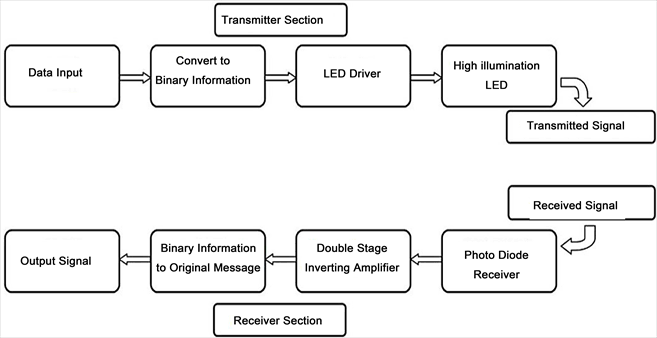 Transmitter Section
Data Input
Convert to
Binary Information
LED Driver
High illumination
LED
Transmitted Signal
Received Signal
Photo Diode
Receiver
Double Stage
Inverting Amplifier
Binary Information
to Original Message
Output Signal
Receiver Section